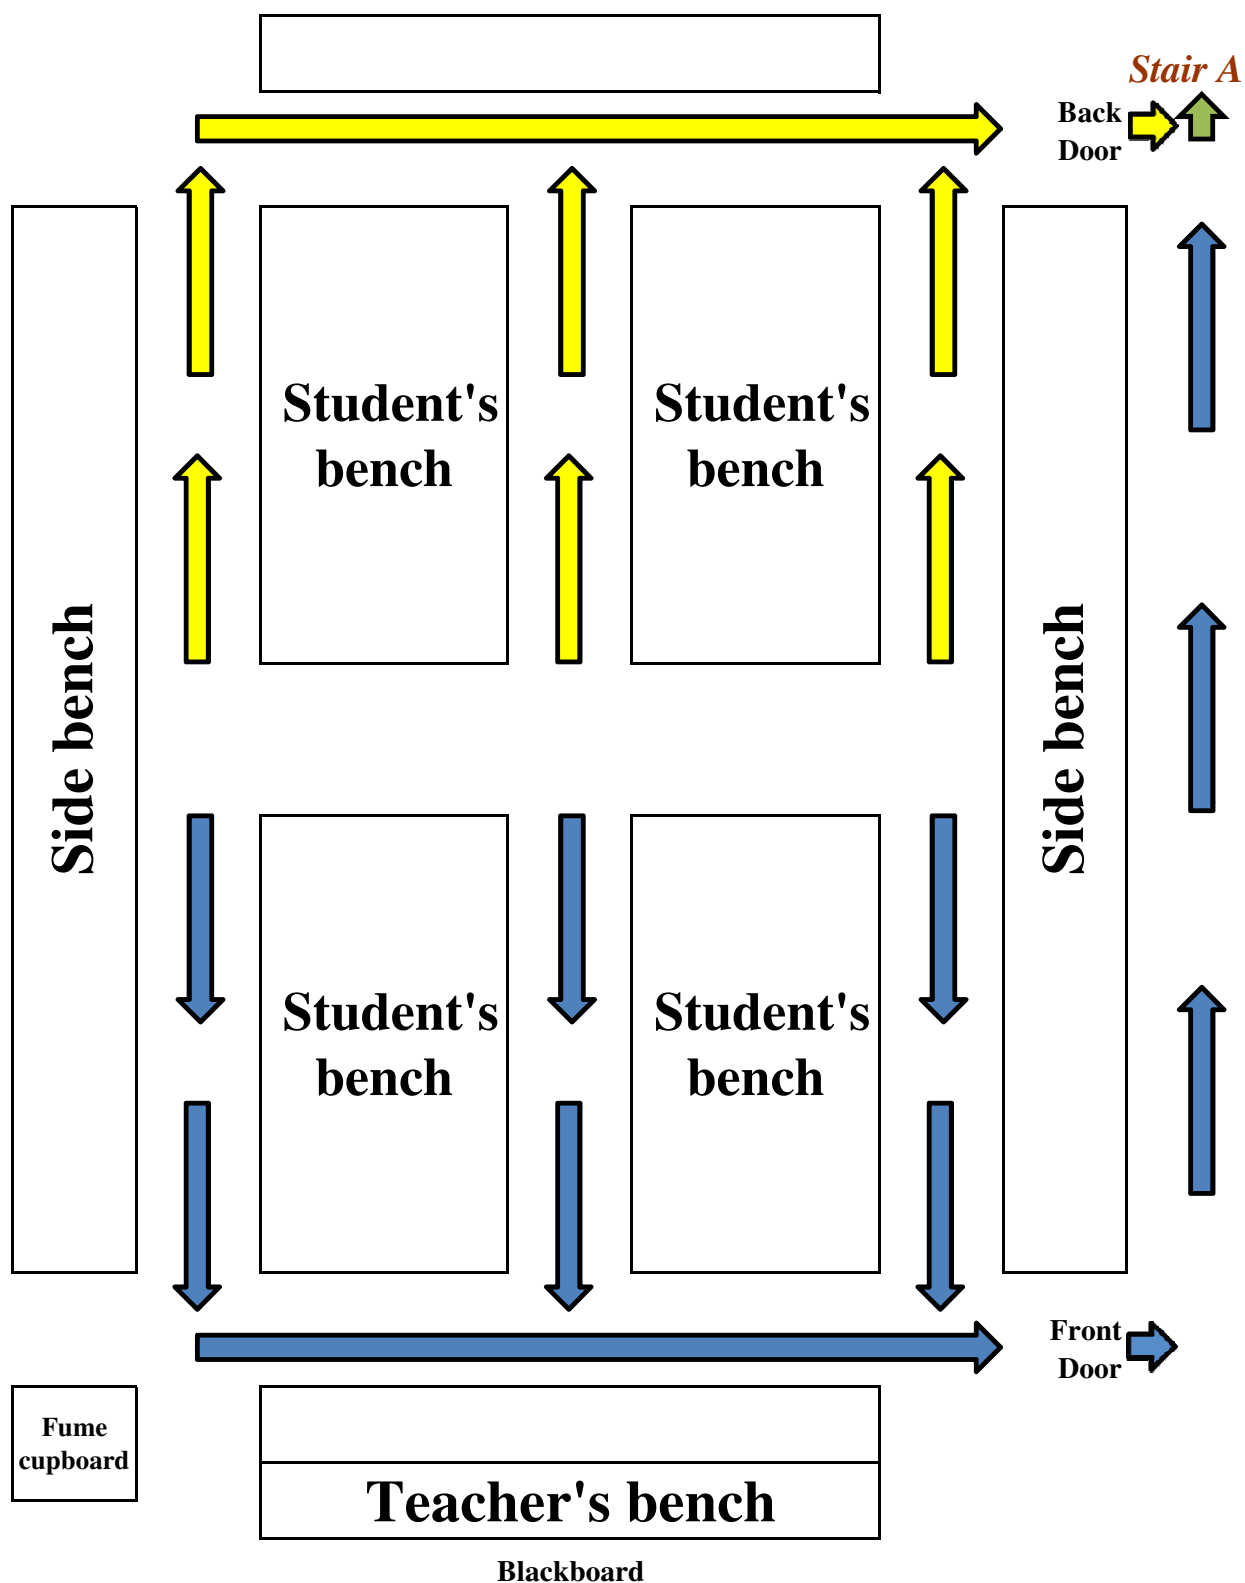 Stair A
Back
Door
Student's
bench
Student's
bench
Side bench
Side bench
Student's
bench
Student's
bench
Front
Door
Fume
cupboard
Teacher's bench
Blackboard